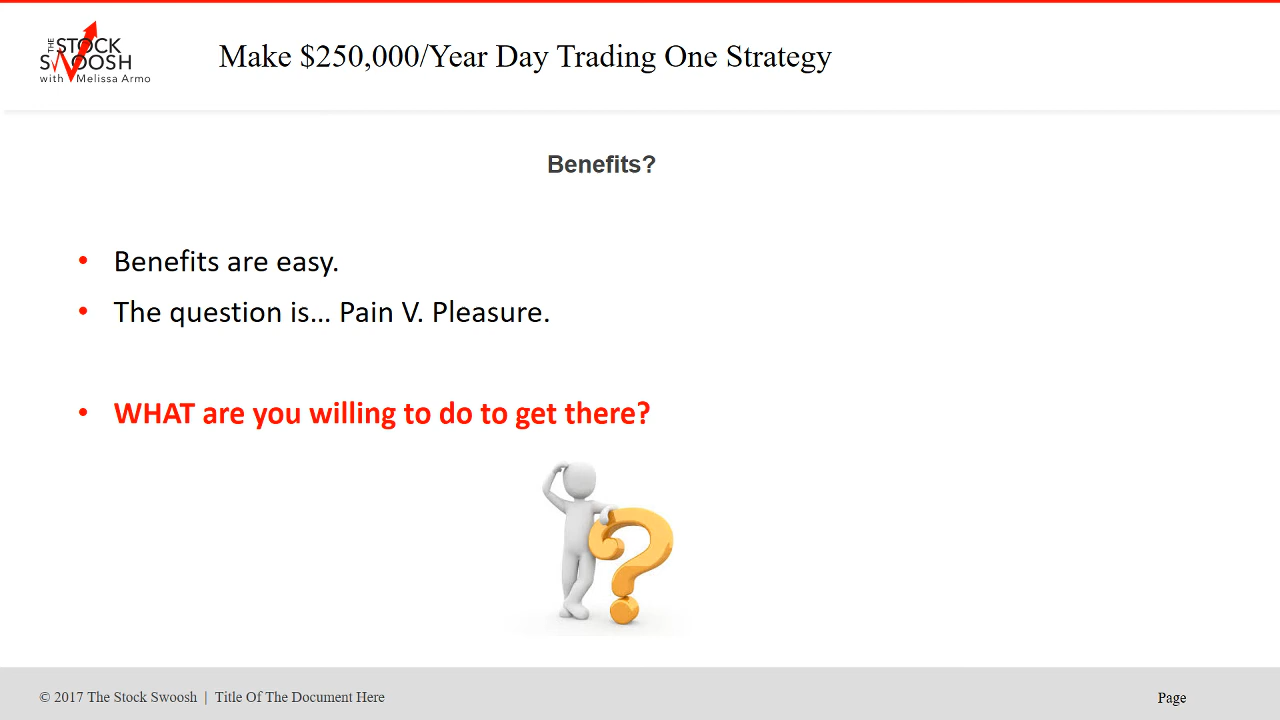 THE STOCK
SWOOSH
with Melissa Armo
Make $250,000/Year Day Trading One Strategy
Benefits?
• Benefits are easy.
• The question is... Pain V. Pleasure.
• WHAT are you willing to do to get there?
© 2017 The Stock Swoosh | Title Of The Document Here
Page